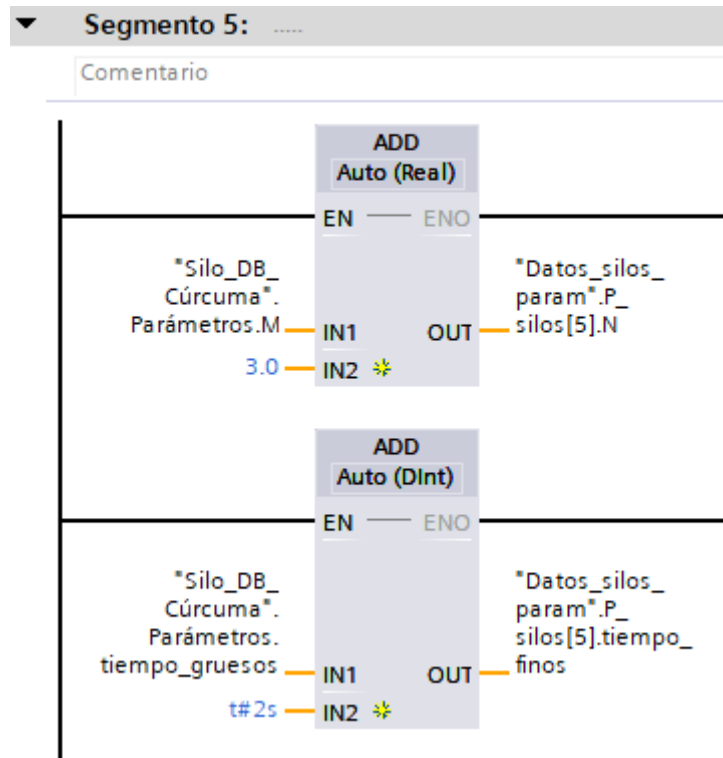 Segmento 5: .....
Comentario
ADD
Auto (Real)
EN ENO
"Silo_DB_
Cúrcuma".
Parámetros.M
IN1
3.0
IN2
OUT
"Datos_silos_
param".P_
silos[5].N
ADD
Auto (DInt)
EN ENO
"Silo_DB_
Cúrcuma".
Parámetros.
tiempo_gruesos
IN1
t#2s
IN2
OUT
"Datos_silos_
param".P_
silos[5].tiempo_
finos